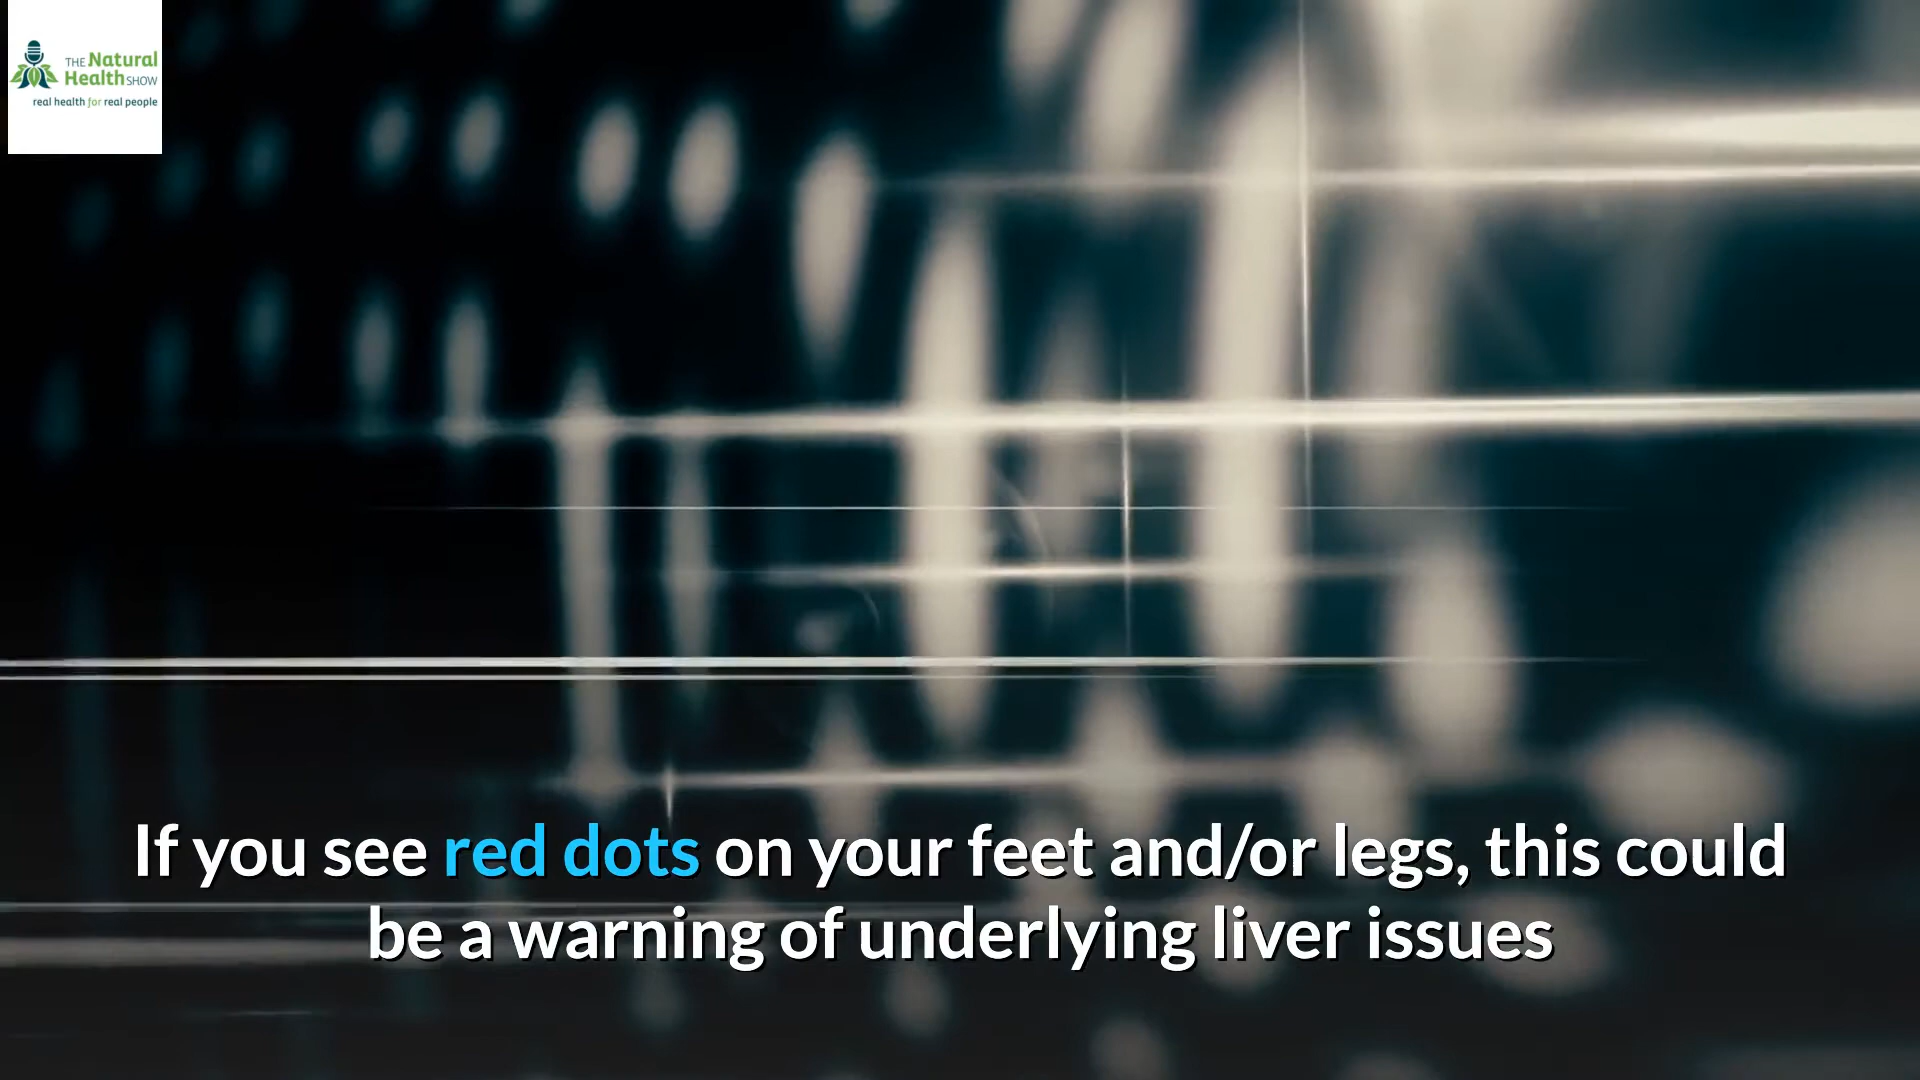 THE Natural
Health SHOW
real health for real people
If you see red dots on your feet and/or legs, this could
be a warning of underlying liver issues